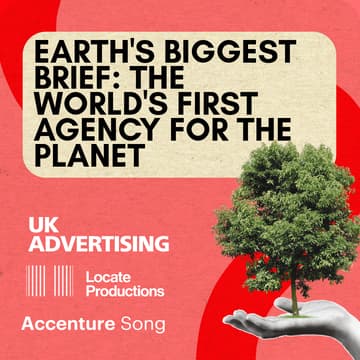 EARTH'S BIGGEST
BRIEF: THE
WORLD'S FIRST
AGENCY FOR THE
PLANET
UK
ADVERTISING
Locate
Productions
Accenture Song